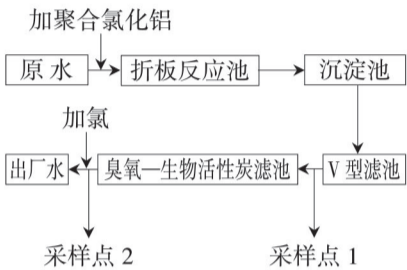 加聚合氯化铝
原水
折板反应池
沉淀池
加氯
出厂水
臭氧—生物活性炭滤池
V型滤池
采样点2
采样点1